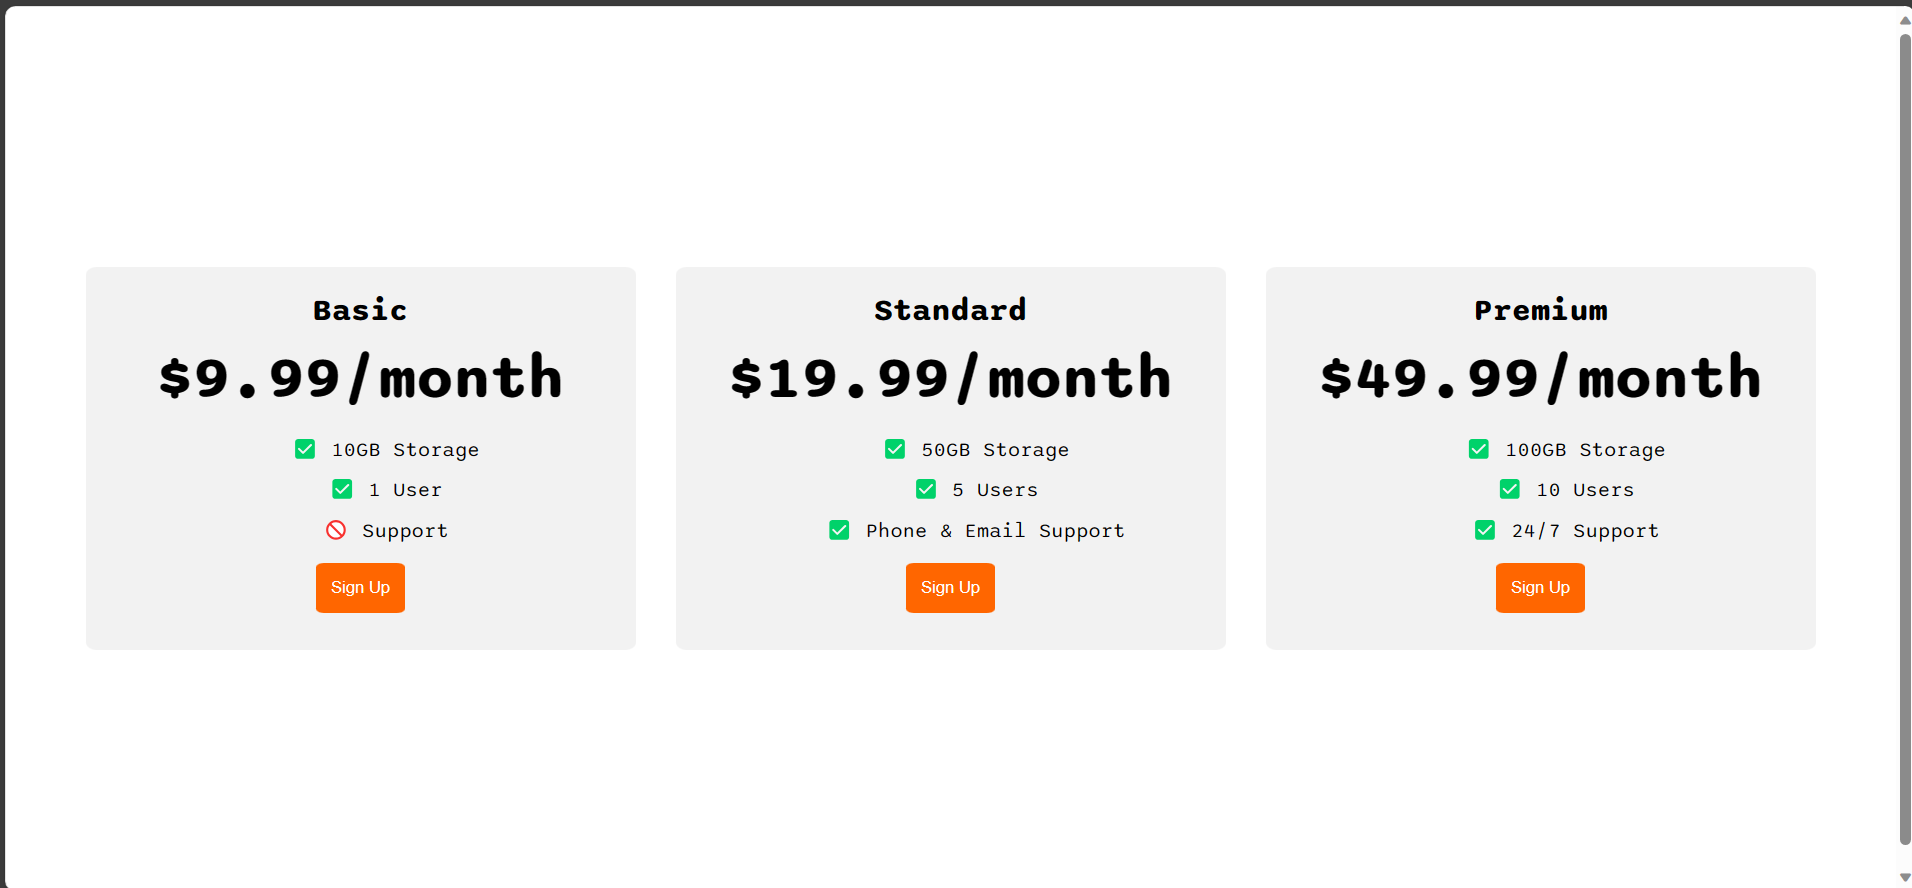 Basic
$9.99/month
10GB Storage
1 User
Support
Sign Up
Standard
$19.99/month
50GB Storage
5 Users
Phone & Email Support
Sign Up
Premium
$49.99/month
100GB Storage
10 Users
24/7 Support
Sign Up